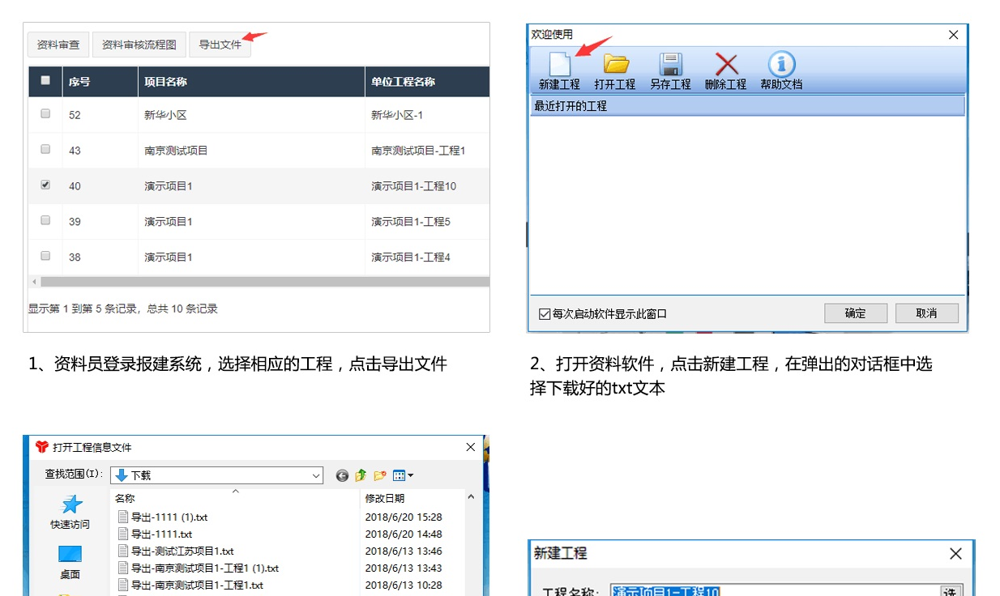 资料审查 资料审核流程图 导出文件
序号 项目名称 单位工程名称
52 新华小区 新华小区-1
43 南京测试项目 南京测试项目-工程1
40 演示项目1 演示项目1-工程10
39 演示项目1 演示项目1-工程5
38 演示项目1 演示项目1-工程4
显示第 1 到第 5 条记录，总共 10 条记录
1、资料员登录报建系统，选择相应的工程，点击导出文件
欢迎使用
新建工程 打开工程 另存工程 删除工程 帮助文档
最近打开的工程
每次启动软件显示此窗口 确定 取消
2、打开资料软件，点击新建工程，在弹出的对话框中选
择下载好的txt文本
打开工程信息文件
查找范围(I): 下载
名称 修改日期
快速访问
桌面
导出-1111 (1).txt 2018/6/20 15:28
导出-1111.txt 2018/6/20 14:48
导出-测试江苏项目1.txt 2018/6/13 13:46
导出-南京测试项目1-工程1 (1).txt 2018/6/13 13:43
导出-南京测试项目1-工程1.txt 2018/6/13 10:28
新建工程
工程名称: 演示项目1-工程10 选